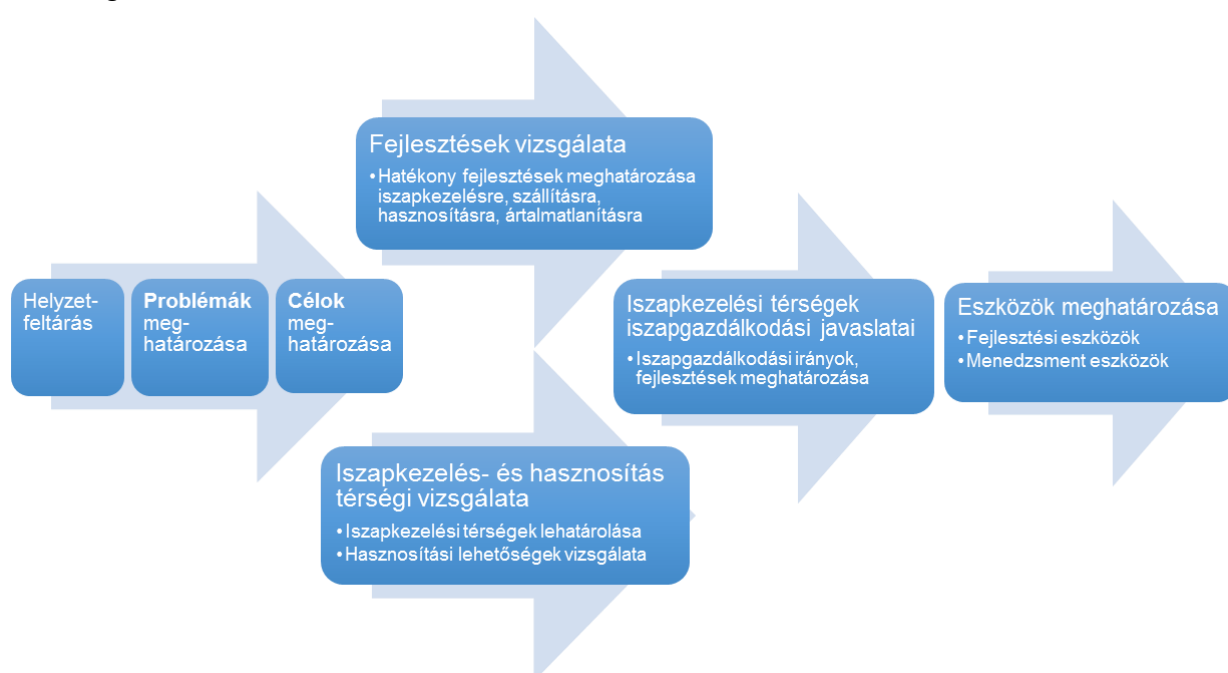 Helyzet-
feltárás
Problémák
meg-
határozása
Célok
meg-
határozása
Fejlesztések vizsgálata
•Hatékony fejlesztések meghatározása
iszapkezelésre, szállításra,
hasznosításra, ártalmatlanításra
Iszapkezelés- és hasznosítás
térségi vizsgálata
•Iszapkezelési térségek lehatárolása
•Hasznosítási lehetőségek vizsgálata
Iszapkezelési térségek
iszapgazdálkodási javaslatai
•Iszapgazdálkodási irányok,
fejlesztések meghatározása
Eszközök meghatározása
•Fejlesztési eszközök
•Menedzsment eszközök